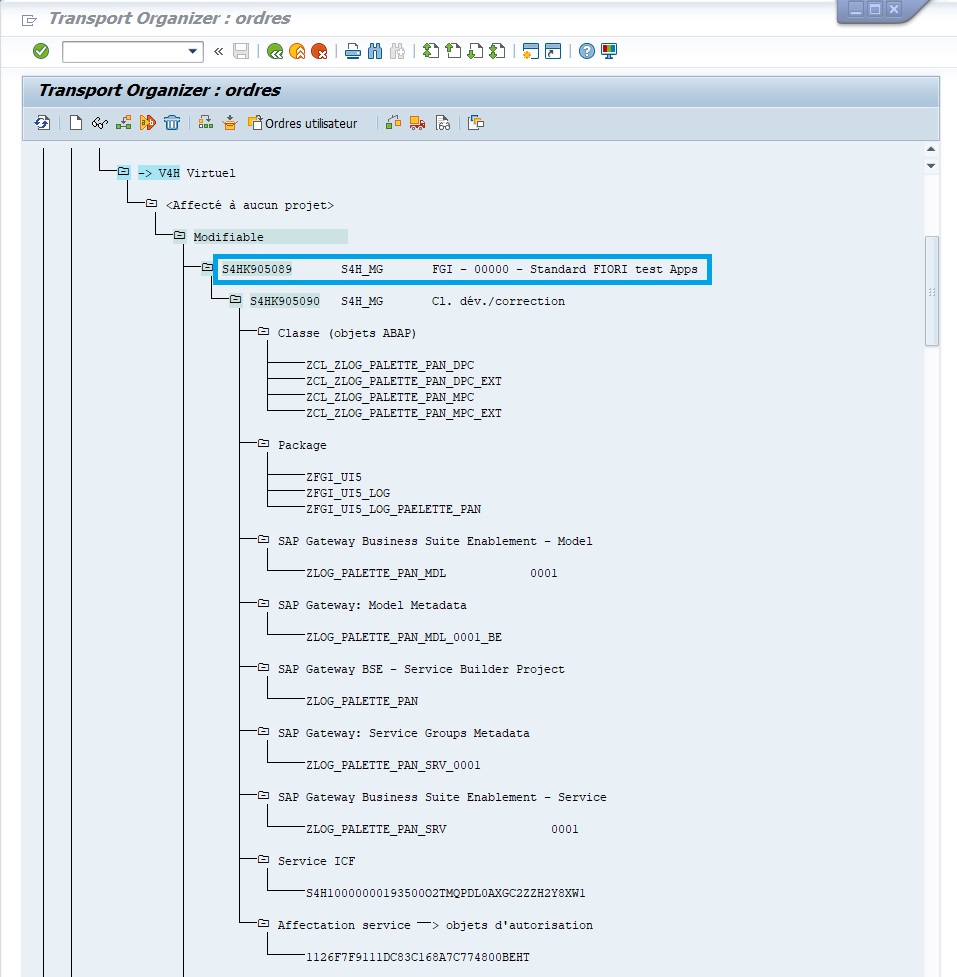 Transport Organizer : ordres
Transport Organizer : ordres
Ordres utilisateur
-> V4H Virtuel
<Affecté à aucun projet>
Modifiable
S4HK905089 S4H_MG FGI - 00000 - Standard FIORI test Apps
S4HK905090 S4H_MG Cl. dév./correction
Classe (objets ABAP)
ZCL_ZLOG_PALETTE_PAN_DPC
ZCL_ZLOG_PALETTE_PAN_DPC_EXT
ZCL_ZLOG_PALETTE_PAN_MPC
ZCL_ZLOG_PALETTE_PAN_MPC_EXT
Package
ZFGI_UI5
ZFGI_UI5_LOG
ZFGI_UI5_LOG_PAELETTE_PAN
SAP Gateway Business Suite Enablement - Model
ZLOG_PALETTE_PAN_MDL 0001
SAP Gateway: Model Metadata
ZLOG_PALETTE_PAN_MDL_0001_BE
SAP Gateway BSE - Service Builder Project
ZLOG_PALETTE_PAN
SAP Gateway: Service Groups Metadata
ZLOG_PALETTE_PAN_SRV_0001
SAP Gateway Business Suite Enablement - Service
ZLOG_PALETTE_PAN_SRV 0001
Service ICF
S4H10000000193500O2TMQPDL0AXGC2ZZH2Y8XW1
Affectation service —> objets d'autorisation
1126F7F9111DC83C168A7C774800BEHT